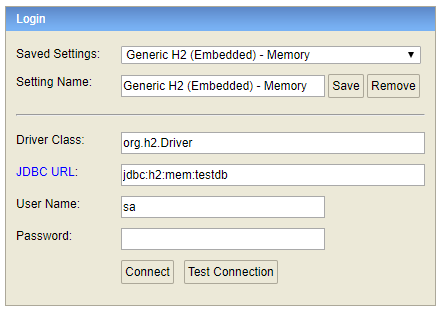 Login
Saved Settings: Generic H2 (Embedded) - Memory
Setting Name: Generic H2 (Embedded) - Memory Save Remove
Driver Class: org.h2.Driver
JDBC URL: jdbc:h2:mem:testdb
User Name: sa
Password:
Connect Test Connection